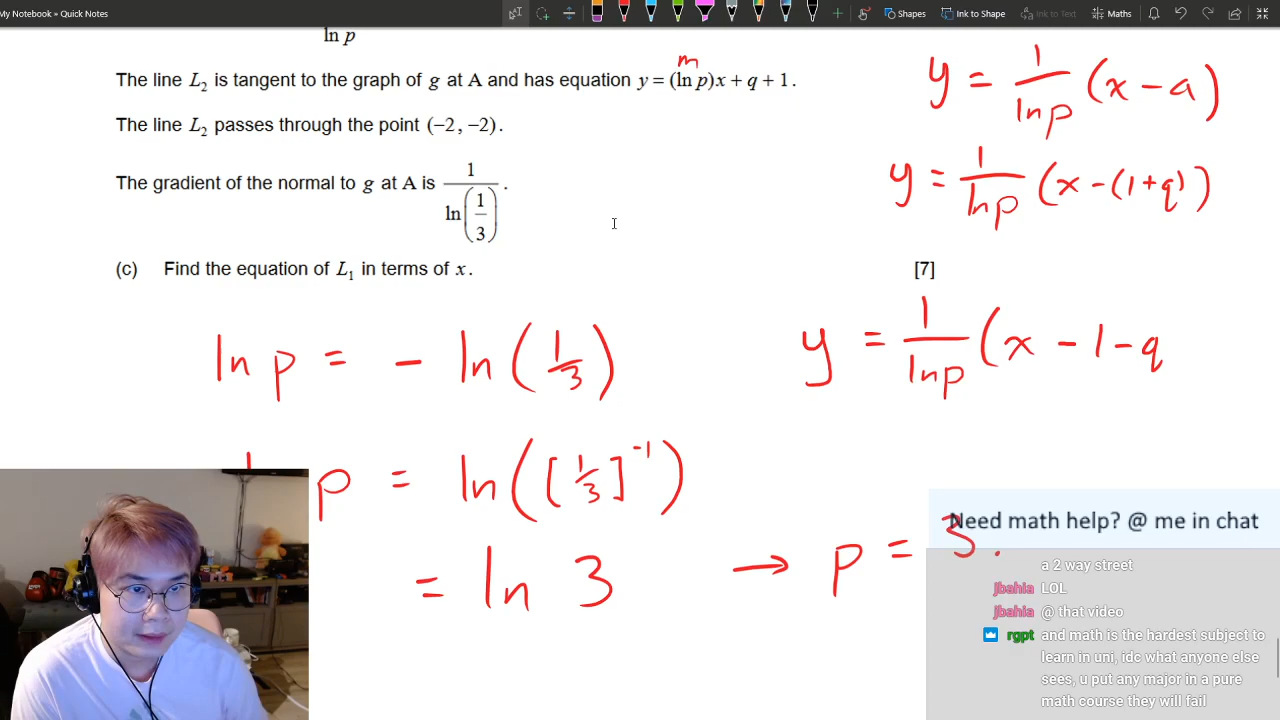 My Notebook » Quick Notes
Shapes
Ink to Shape
Ink to Text
Maths
ln p
The line L₂ is tangent to the graph of g at A and has equation y = (ln p)x + q + 1.
m
The line L₂ passes through the point (−2, −2).
The gradient of the normal to g at A is 1/ln(1/3).
(c) Find the equation of L₁ in terms of x. [7]
y = 1/ln p (x − a)
y = 1/ln p (x − (1+q))
y = 1/ln p (x − 1 − q
ln p = − ln(1/3)
p = ln([1/3]⁻¹)
= ln 3 → p = 3.
Need math help? @ me in chat
a 2 way street
jbahia LOL
jbahia @ that video
rgpt and math is the hardest subject to
learn in uni, idc what anyone else
sees, u put any major in a pure
math course they will fail